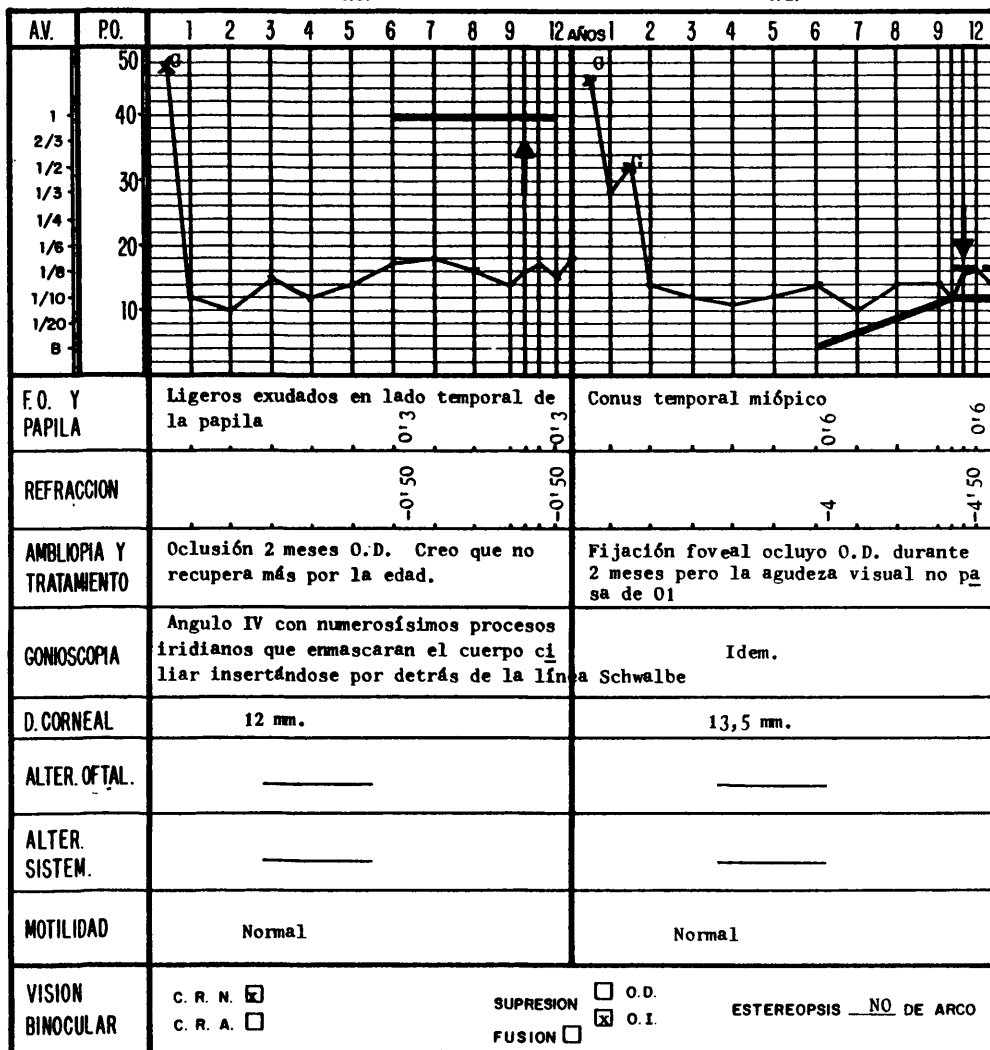 A.V. P.O. 1 2 3 4 5 6 7 8 9 12 AÑOS 1 2 3 4 5 6 7 8 9 12
50
1 40
2/3
1/2
30
1/3
1/4
1/6 20
1/8
1/10 10
1/20
B
G
G
G
F.O. Y
PAPILA
Ligeros exudados en lado temporal de
la papila
0'3
0'3
Conus temporal miópico
0'6
0'6
REFRACCION
-0'50
-0'50
-4
-4'50
AMBLIOPIA Y
TRATAMIENTO
Oclusión 2 meses O.D. Creo que no
recupera más por la edad.
Fijación foveal ocluyo O.D. durante
2 meses pero la agudeza visual no pa
sa de 01
GONIOSCOPIA
Angulo IV con numerosísimos procesos
iridianos que enmascaran el cuerpo ci
liar insertándose por detrás de la línea Schwalbe
Idem.
D. CORNEAL
12 mm.
13,5 mm.
ALTER. OFTAL.
ALTER.
SISTEM.
MOTILIDAD
Normal
Normal
VISION
BINOCULAR
C. R. N. x
C. R. A.
SUPRESION
O.D.
x O.I.
FUSION
ESTEREOPSIS NO DE ARCO